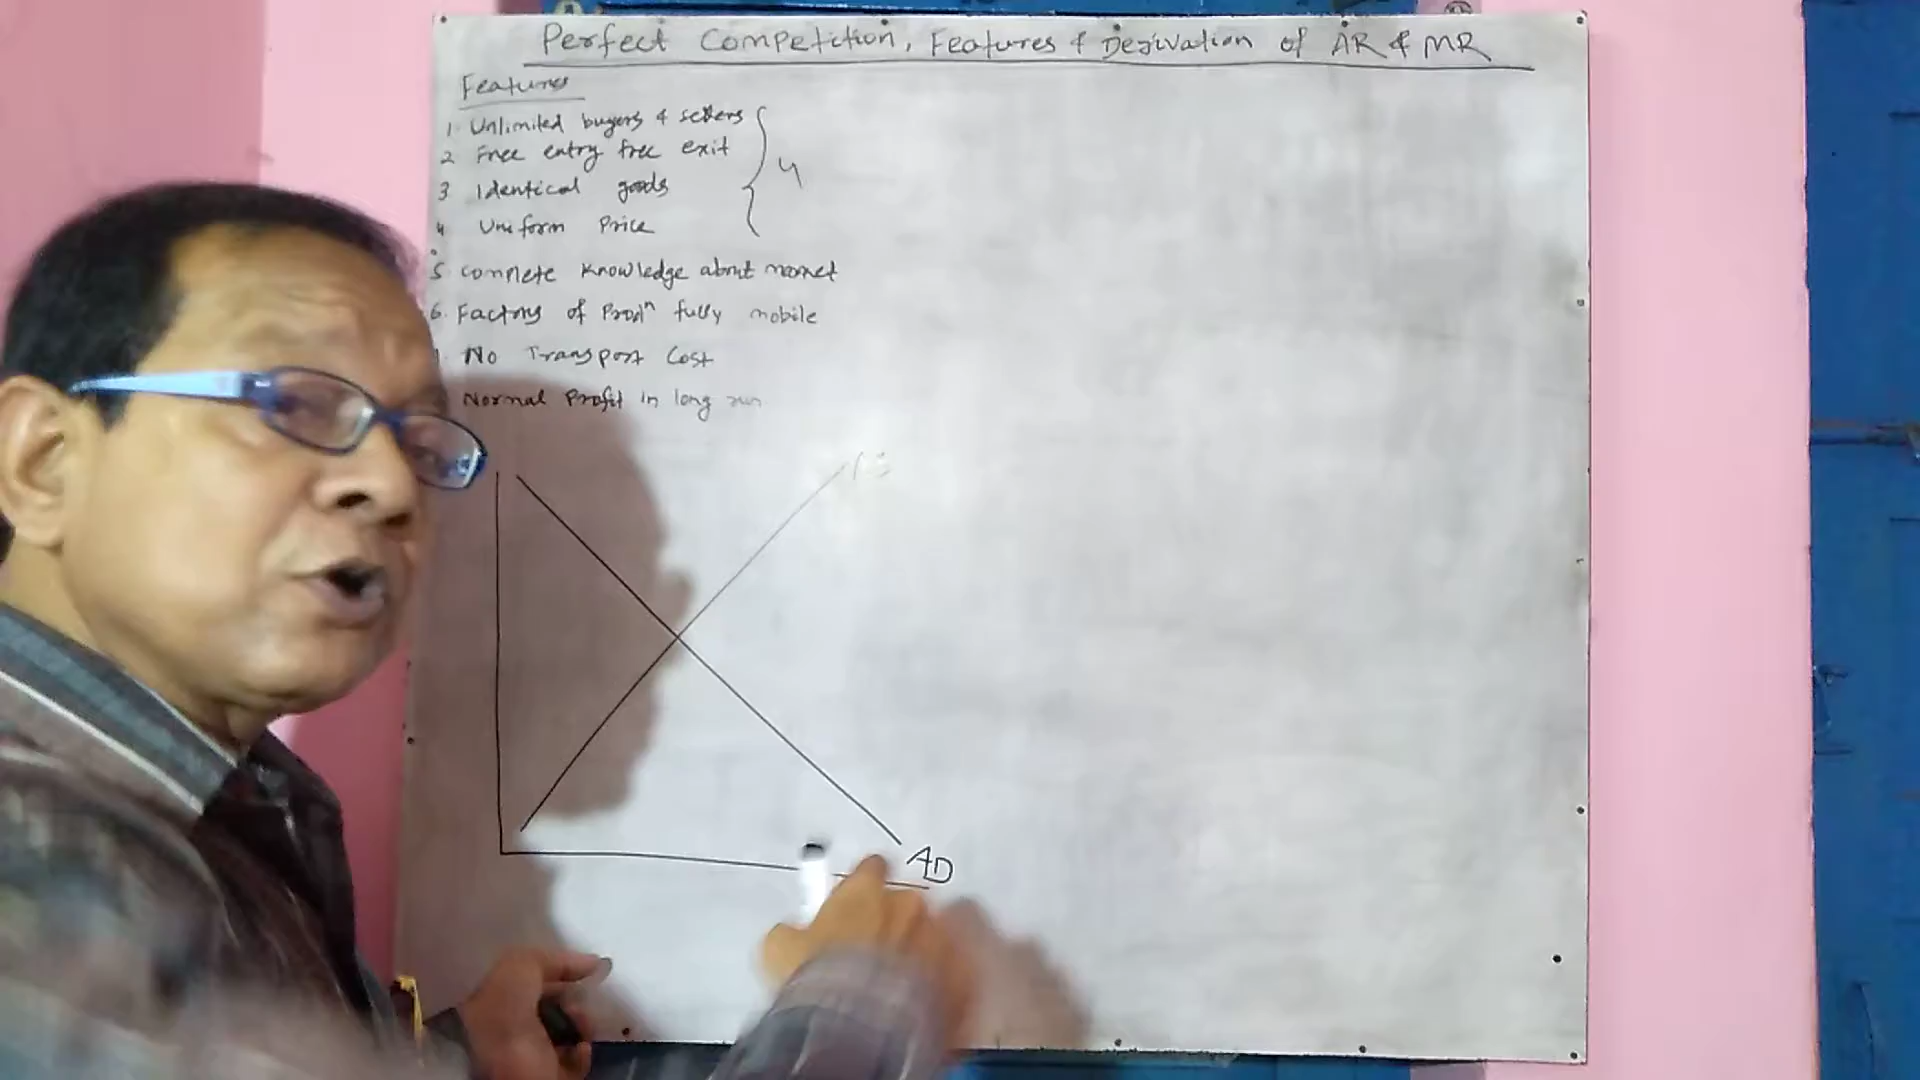 Perfect Competition, Features & Derivation of AR & MR
Features
1. Unlimited buyers & sellers
2 Free entry free exit
3 Identical goods
4 Uniform Price
4
5. Complete Knowledge about market
6. Factors of Prodⁿ fully mobile
No Transport Cost
Normal Profit in long run
AD